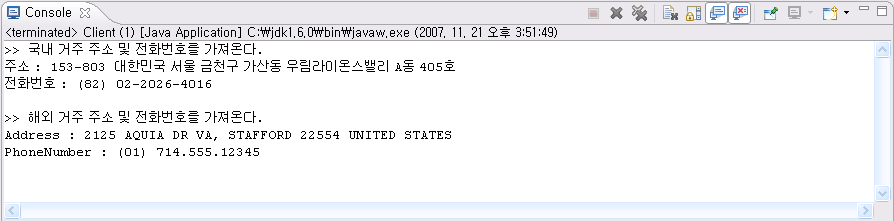 Console
<terminated> Client (1) [Java Application] C:₩jdk1.6.0₩bin₩javaw.exe (2007. 11. 21 오후 3:51:49)
>> 국내 거주 주소 및 전화번호를 가져온다.
주소 : 153-803 대한민국 서울 금천구 가산동 우림라이온스밸리 A동 405호
전화번호 : (82) 02-2026-4016
>> 해외 거주 주소 및 전화번호를 가져온다.
Address : 2125 AQUIA DR VA, STAFFORD 22554 UNITED STATES
PhoneNumber : (01) 714.555.12345